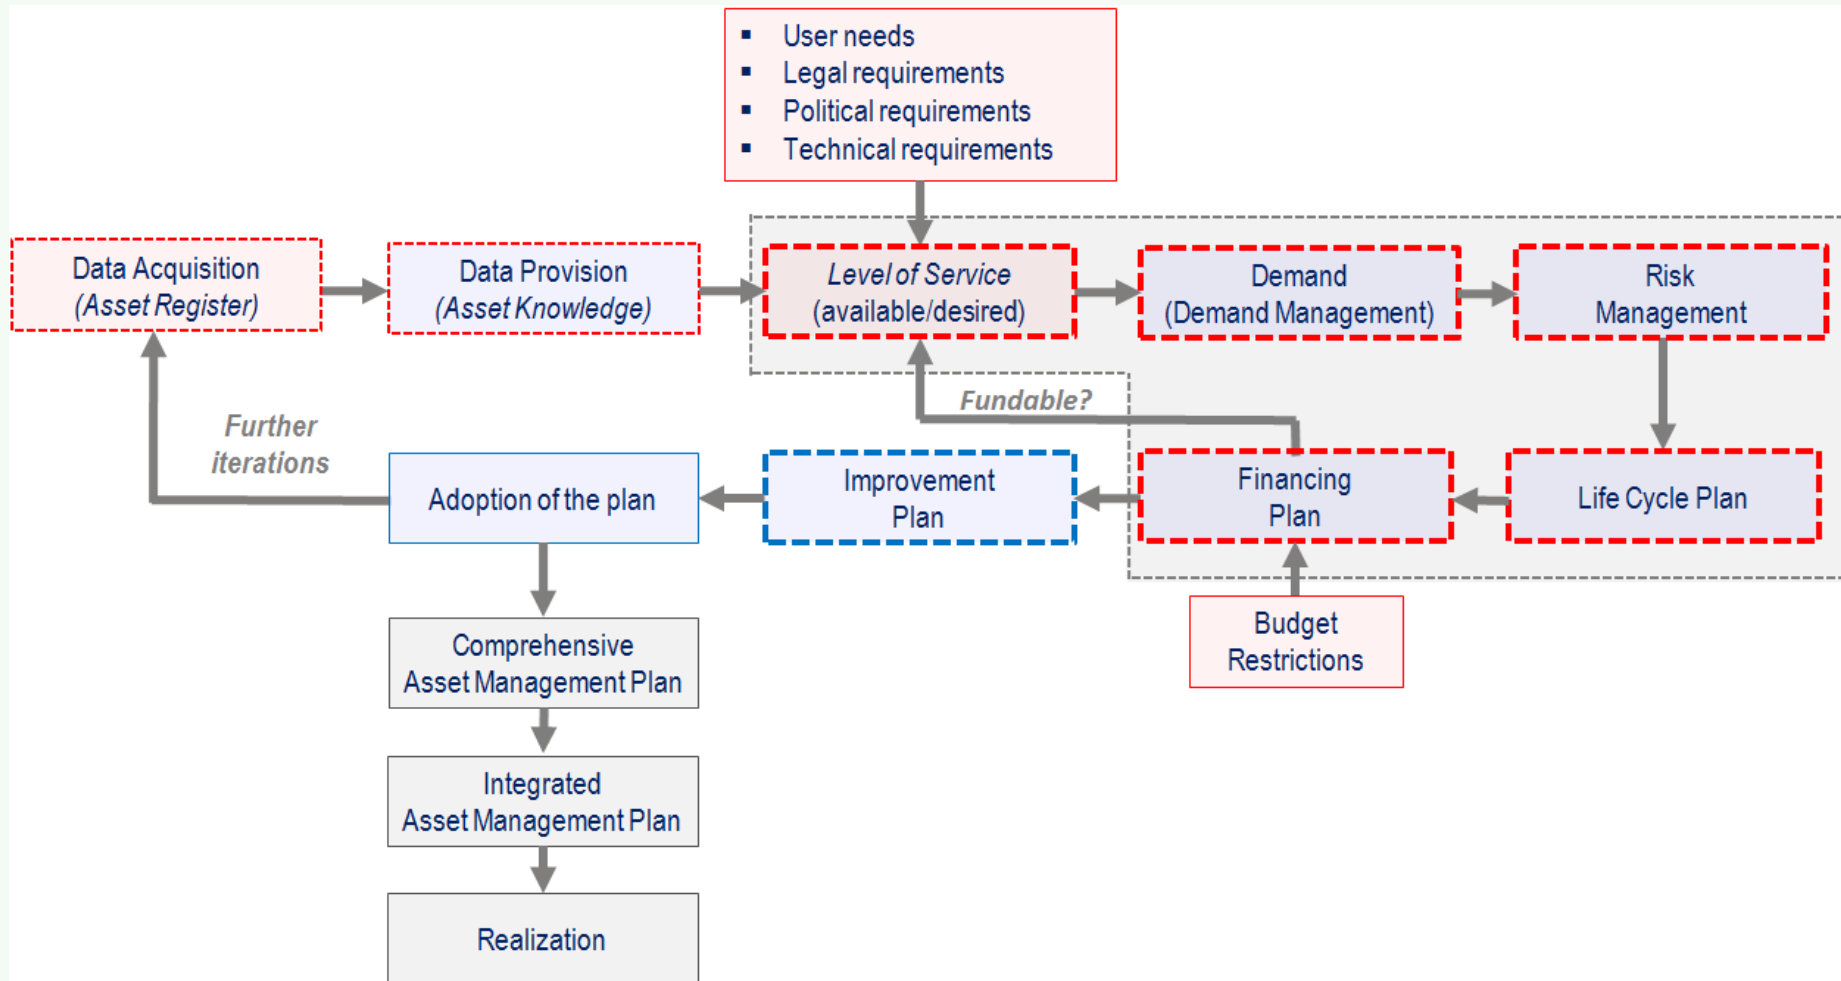 ▪ User needs
▪ Legal requirements
▪ Political requirements
▪ Technical requirements
Data Acquisition
(Asset Register)
Data Provision
(Asset Knowledge)
Level of Service
(available/desired)
Demand
(Demand Management)
Risk
Management
Fundable?
Further
iterations
Adoption of the plan
Improvement
Plan
Financing
Plan
Life Cycle Plan
Budget
Restrictions
Comprehensive
Asset Management Plan
Integrated
Asset Management Plan
Realization